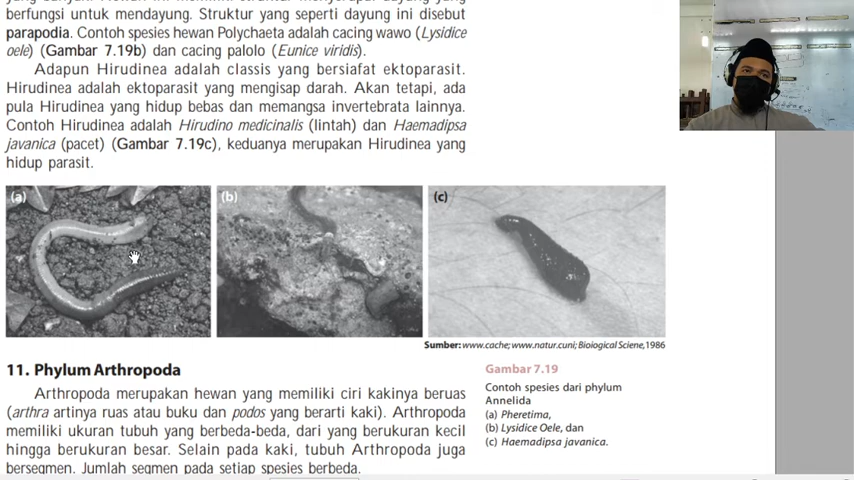 berfungsi untuk mendayung. Struktur yang seperti dayung ini disebut
parapodia. Contoh spesies hewan Polychaeta adalah cacing wawo (Lysidice
oele) (Gambar 7.19b) dan cacing palolo (Eunice viridis).
Adapun Hirudinea adalah classis yang bersiafat ektoparasit.
Hirudinea adalah ektoparasit yang mengisap darah. Akan tetapi, ada
pula Hirudinea yang hidup bebas dan memangsa invertebrata lainnya.
Contoh Hirudinea adalah Hirudino medicinalis (lintah) dan Haemadipsa
javanica (pacet) (Gambar 7.19c), keduanya merupakan Hirudinea yang
hidup parasit.
(a)
(b)
(c)
Sumber: www.cache; www.natur.cuni; Biological Sciene, 1986
11. Phylum Arthropoda
Arthropoda merupakan hewan yang memiliki ciri kakinya beruas
(arthra artinya ruas atau buku dan podos yang berarti kaki). Arthropoda
memiliki ukuran tubuh yang berbeda-beda, dari yang berukuran kecil
hingga berukuran besar. Selain pada kaki, tubuh Arthropoda juga
bersegmen. Jumlah segmen pada setiap spesies berbeda.
Gambar 7.19
Contoh spesies dari phylum
Annelida
(a) Pheretima,
(b) Lysidice Oele, dan
(c) Haemadipsa javanica.